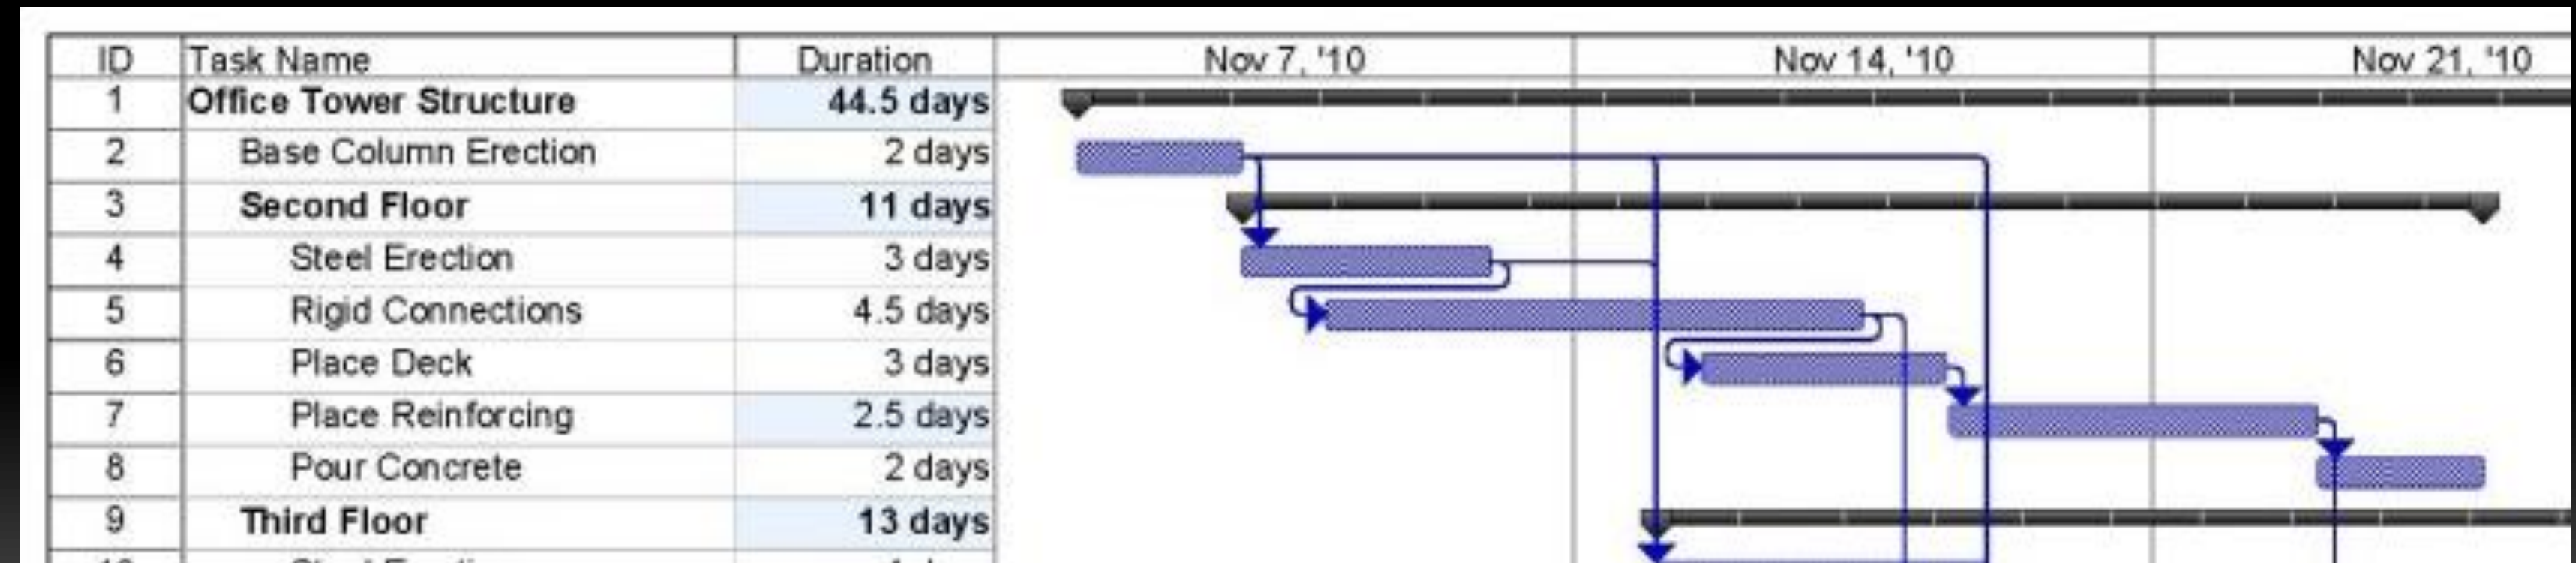 ID Task Name Duration Nov 7, '10 Nov 14, '10 Nov 21, '10
1 Office Tower Structure 44.5 days
2 Base Column Erection 2 days
3 Second Floor 11 days
4 Steel Erection 3 days
5 Rigid Connections 4.5 days
6 Place Deck 3 days
7 Place Reinforcing 2.5 days
8 Pour Concrete 2 days
9 Third Floor 13 days